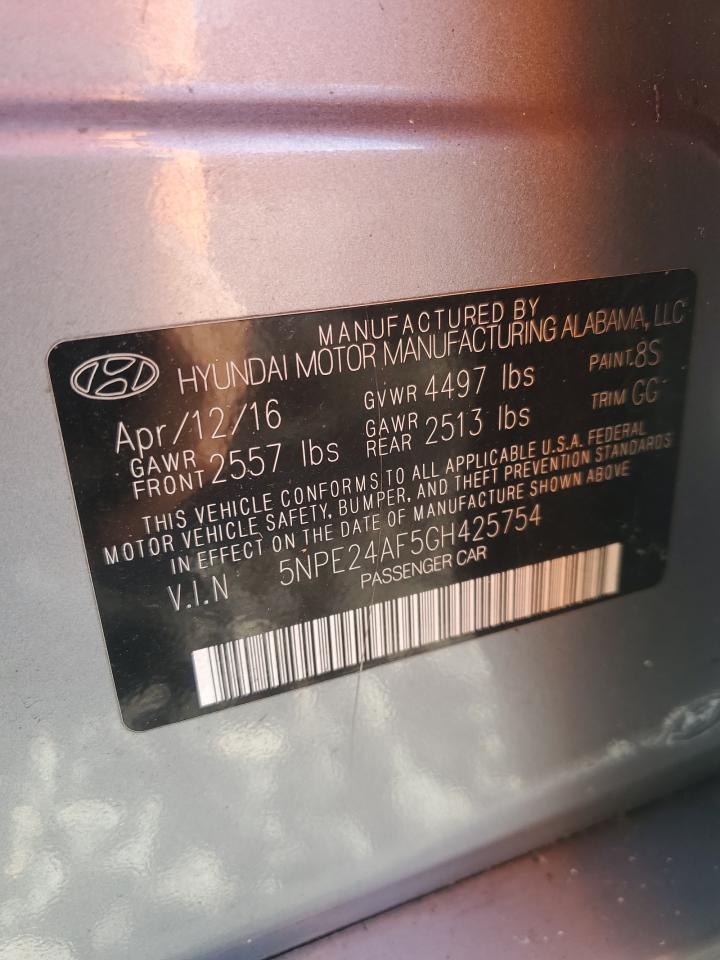 MANUFACTURED BY
HYUNDAI MOTOR MANUFACTURING ALABAMA, LLC
Apr/12/16 GVWR 4497 lbs PAINT.8S
GAWR FRONT 2557 lbs GAWR REAR 2513 lbs TRIM GG
THIS VEHICLE CONFORMS TO ALL APPLICABLE U.S.A. FEDERAL
MOTOR VEHICLE SAFETY, BUMPER, AND THEFT PREVENTION STANDARDS
IN EFFECT ON THE DATE OF MANUFACTURE SHOWN ABOVE
V.I.N 5NPE24AF5GH425754
PASSENGER CAR